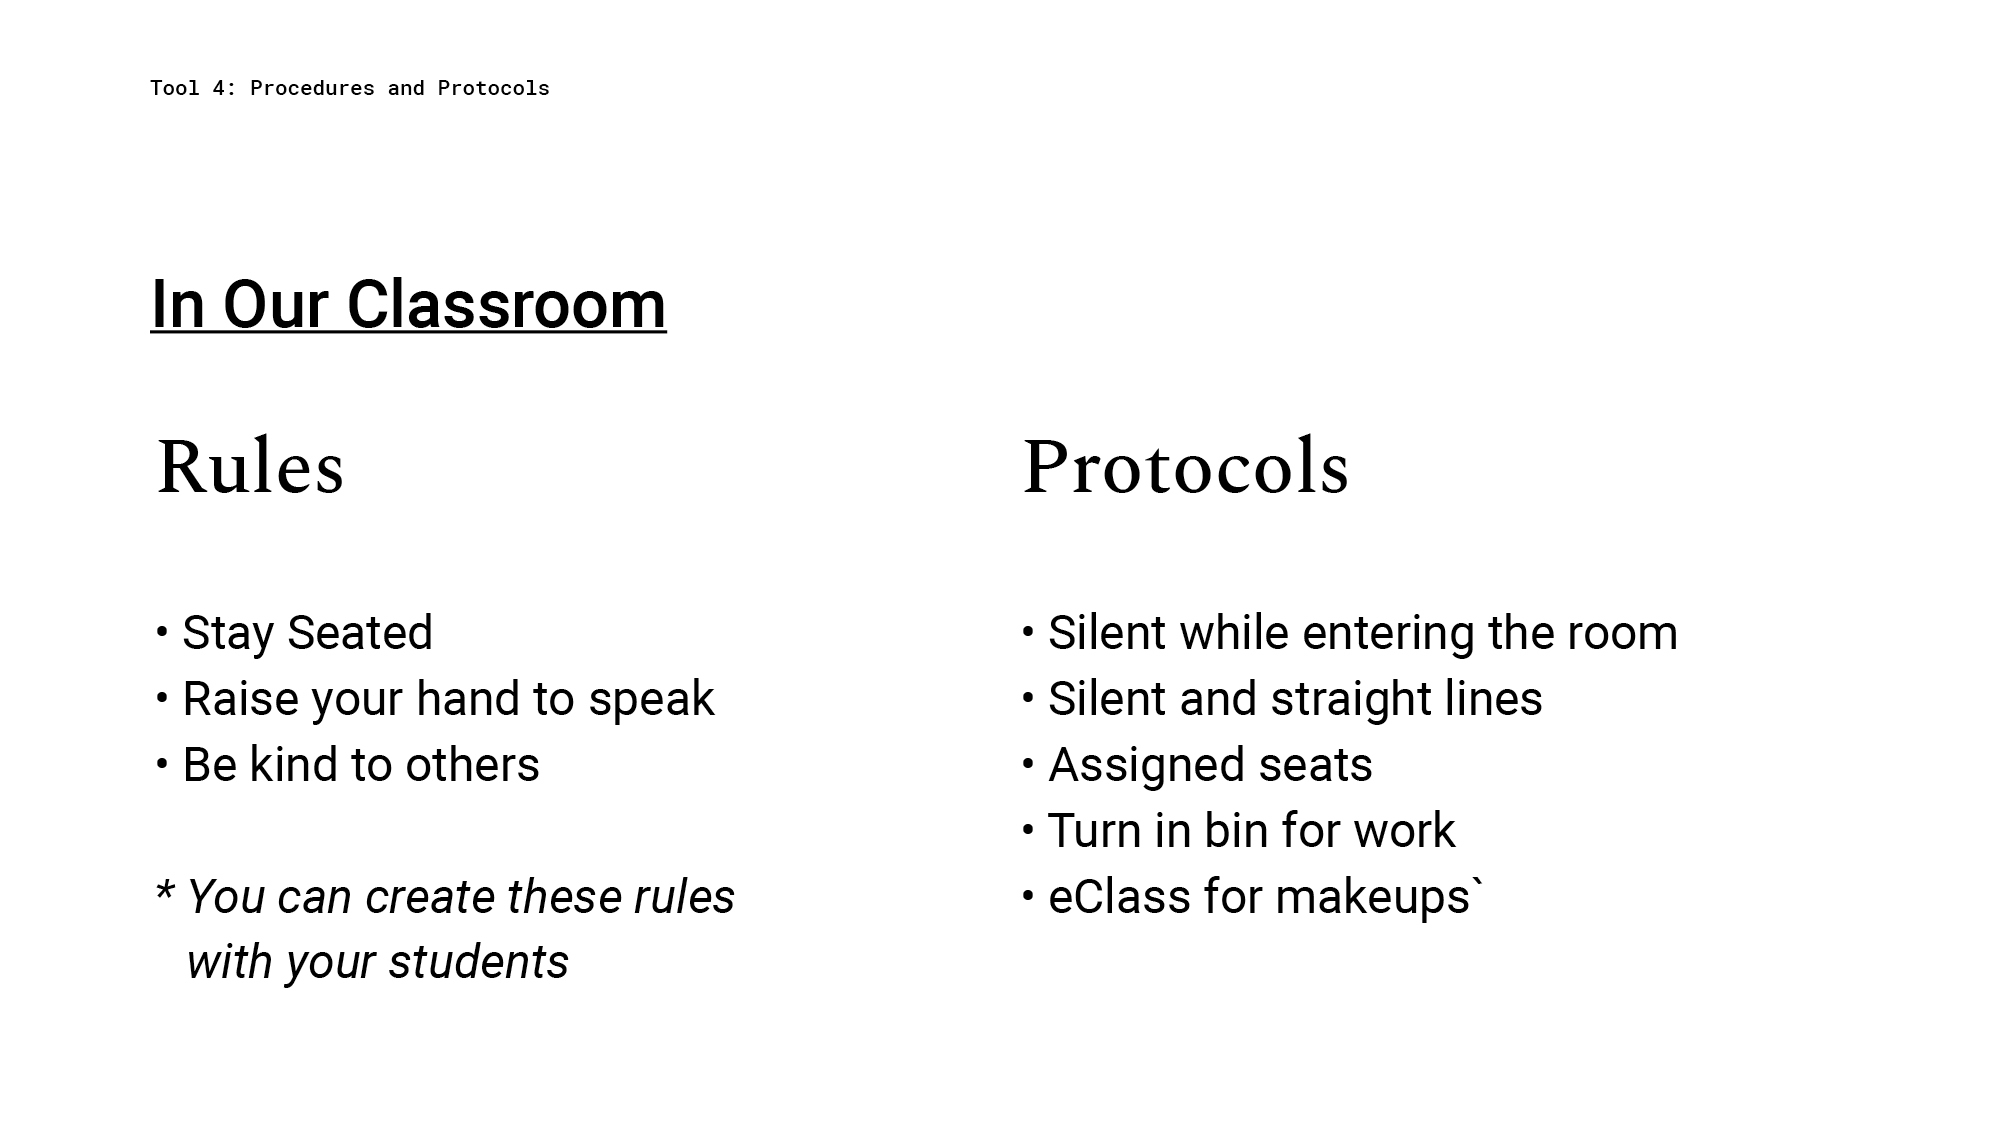 Tool 4: Procedures and Protocols
In Our Classroom
Rules
• Stay Seated
• Raise your hand to speak
• Be kind to others
* You can create these rules
with your students
Protocols
• Silent while entering the room
• Silent and straight lines
• Assigned seats
• Turn in bin for work
• eClass for makeups`